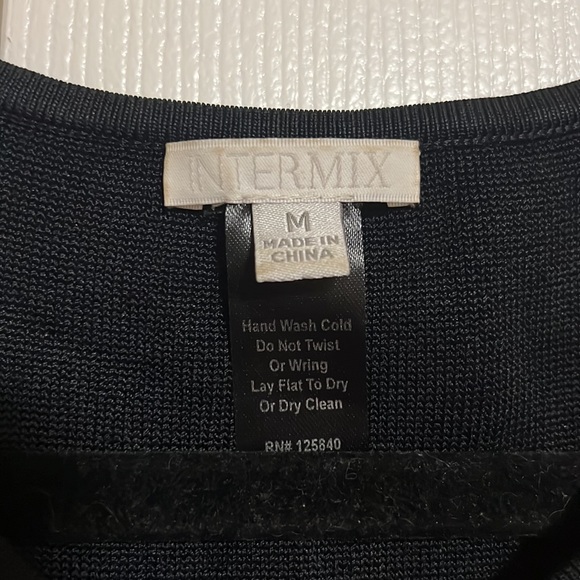 INTERMIX
M
MADE IN
CHINA
Hand Wash Cold
Do Not Twist
Or Wring
Lay Flat To Dry
Or Dry Clean
RN# 125640